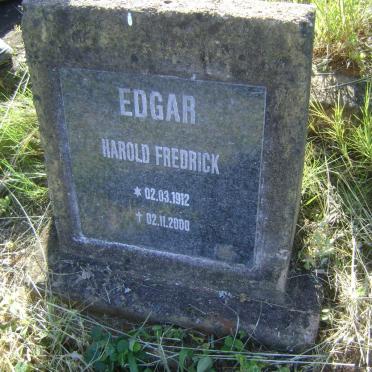 EDGAR
HAROLD FREDRICK
* 02.03.1912
† 02.11.2000